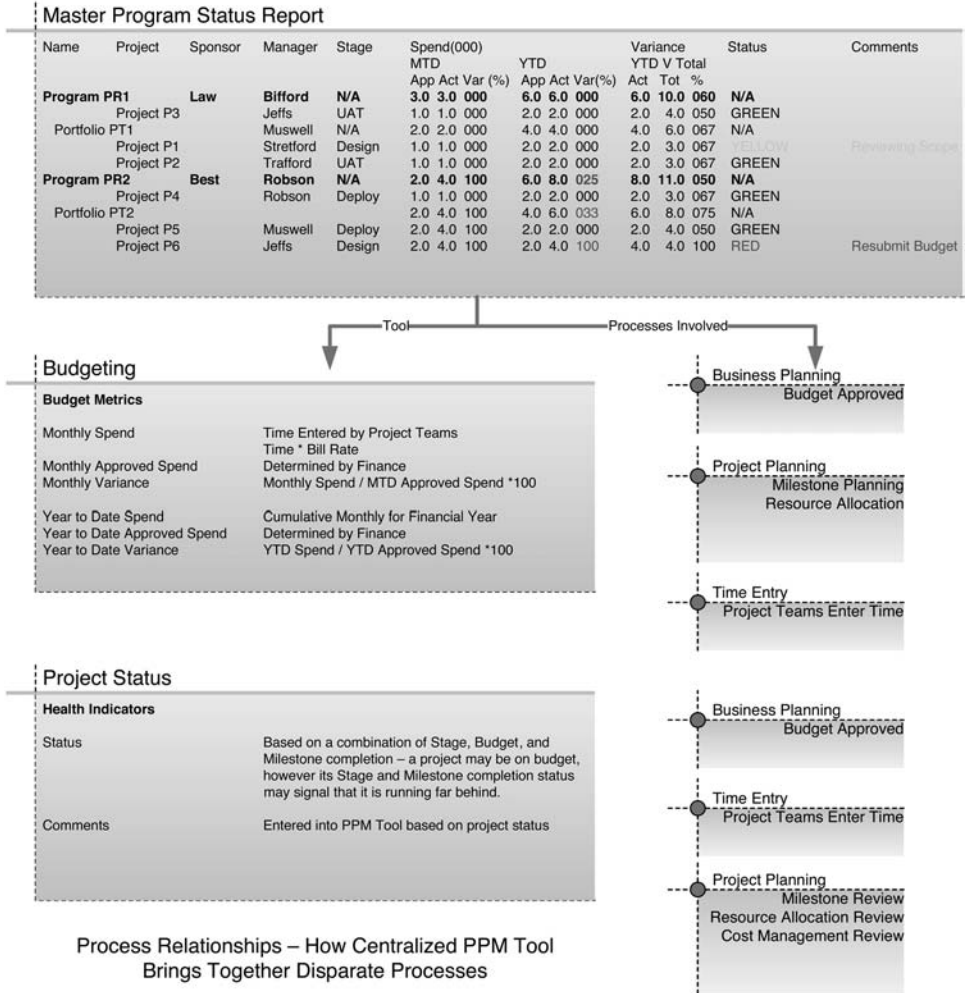 Master Program Status Report
Name Project Sponsor Manager Stage Spend(000) Variance Status Comments
MTD YTD YTD V Total
App Act Var (%) App Act Var(%) Act Tot %
Program PR1 Law Bifford N/A 3.0 3.0 000 6.0 6.0 000 6.0 10.0 060 N/A
Project P3 Jeffs UAT 1.0 1.0 000 2.0 2.0 000 2.0 4.0 050 GREEN
Portfolio PT1 Muswell N/A 2.0 2.0 000 4.0 4.0 000 4.0 6.0 067 N/A
Project P1 Stretford Design 1.0 1.0 000 2.0 2.0 000 2.0 3.0 067 YELLOW Reviewing Scope
Project P2 Trafford UAT 1.0 1.0 000 2.0 2.0 000 2.0 3.0 067 GREEN
Program PR2 Best Robson N/A 2.0 4.0 100 6.0 8.0 025 8.0 11.0 050 N/A
Project P4 Robson Deploy 1.0 1.0 000 2.0 2.0 000 2.0 3.0 067 GREEN
Portfolio PT2 2.0 4.0 100 4.0 6.0 033 6.0 8.0 075 N/A
Project P5 Muswell Deploy 2.0 4.0 100 2.0 2.0 000 2.0 4.0 050 GREEN
Project P6 Jeffs Design 2.0 4.0 100 2.0 4.0 100 4.0 4.0 100 RED Resubmit Budget
Tool
Processes Involved
Budgeting
Budget Metrics
Monthly Spend Time Entered by Project Teams
Time * Bill Rate
Monthly Approved Spend Determined by Finance
Monthly Variance Monthly Spend / MTD Approved Spend *100
Year to Date Spend Cumulative Monthly for Financial Year
Year to Date Approved Spend Determined by Finance
Year to Date Variance YTD Spend / YTD Approved Spend *100
Business Planning
Budget Approved
Project Planning
Milestone Planning
Resource Allocation
Time Entry
Project Teams Enter Time
Project Status
Health Indicators
Status Based on a combination of Stage, Budget, and
Milestone completion – a project may be on budget,
however its Stage and Milestone completion status
may signal that it is running far behind.
Comments Entered into PPM Tool based on project status
Business Planning
Budget Approved
Time Entry
Project Teams Enter Time
Project Planning
Milestone Review
Resource Allocation Review
Cost Management Review
Process Relationships – How Centralized PPM Tool
Brings Together Disparate Processes